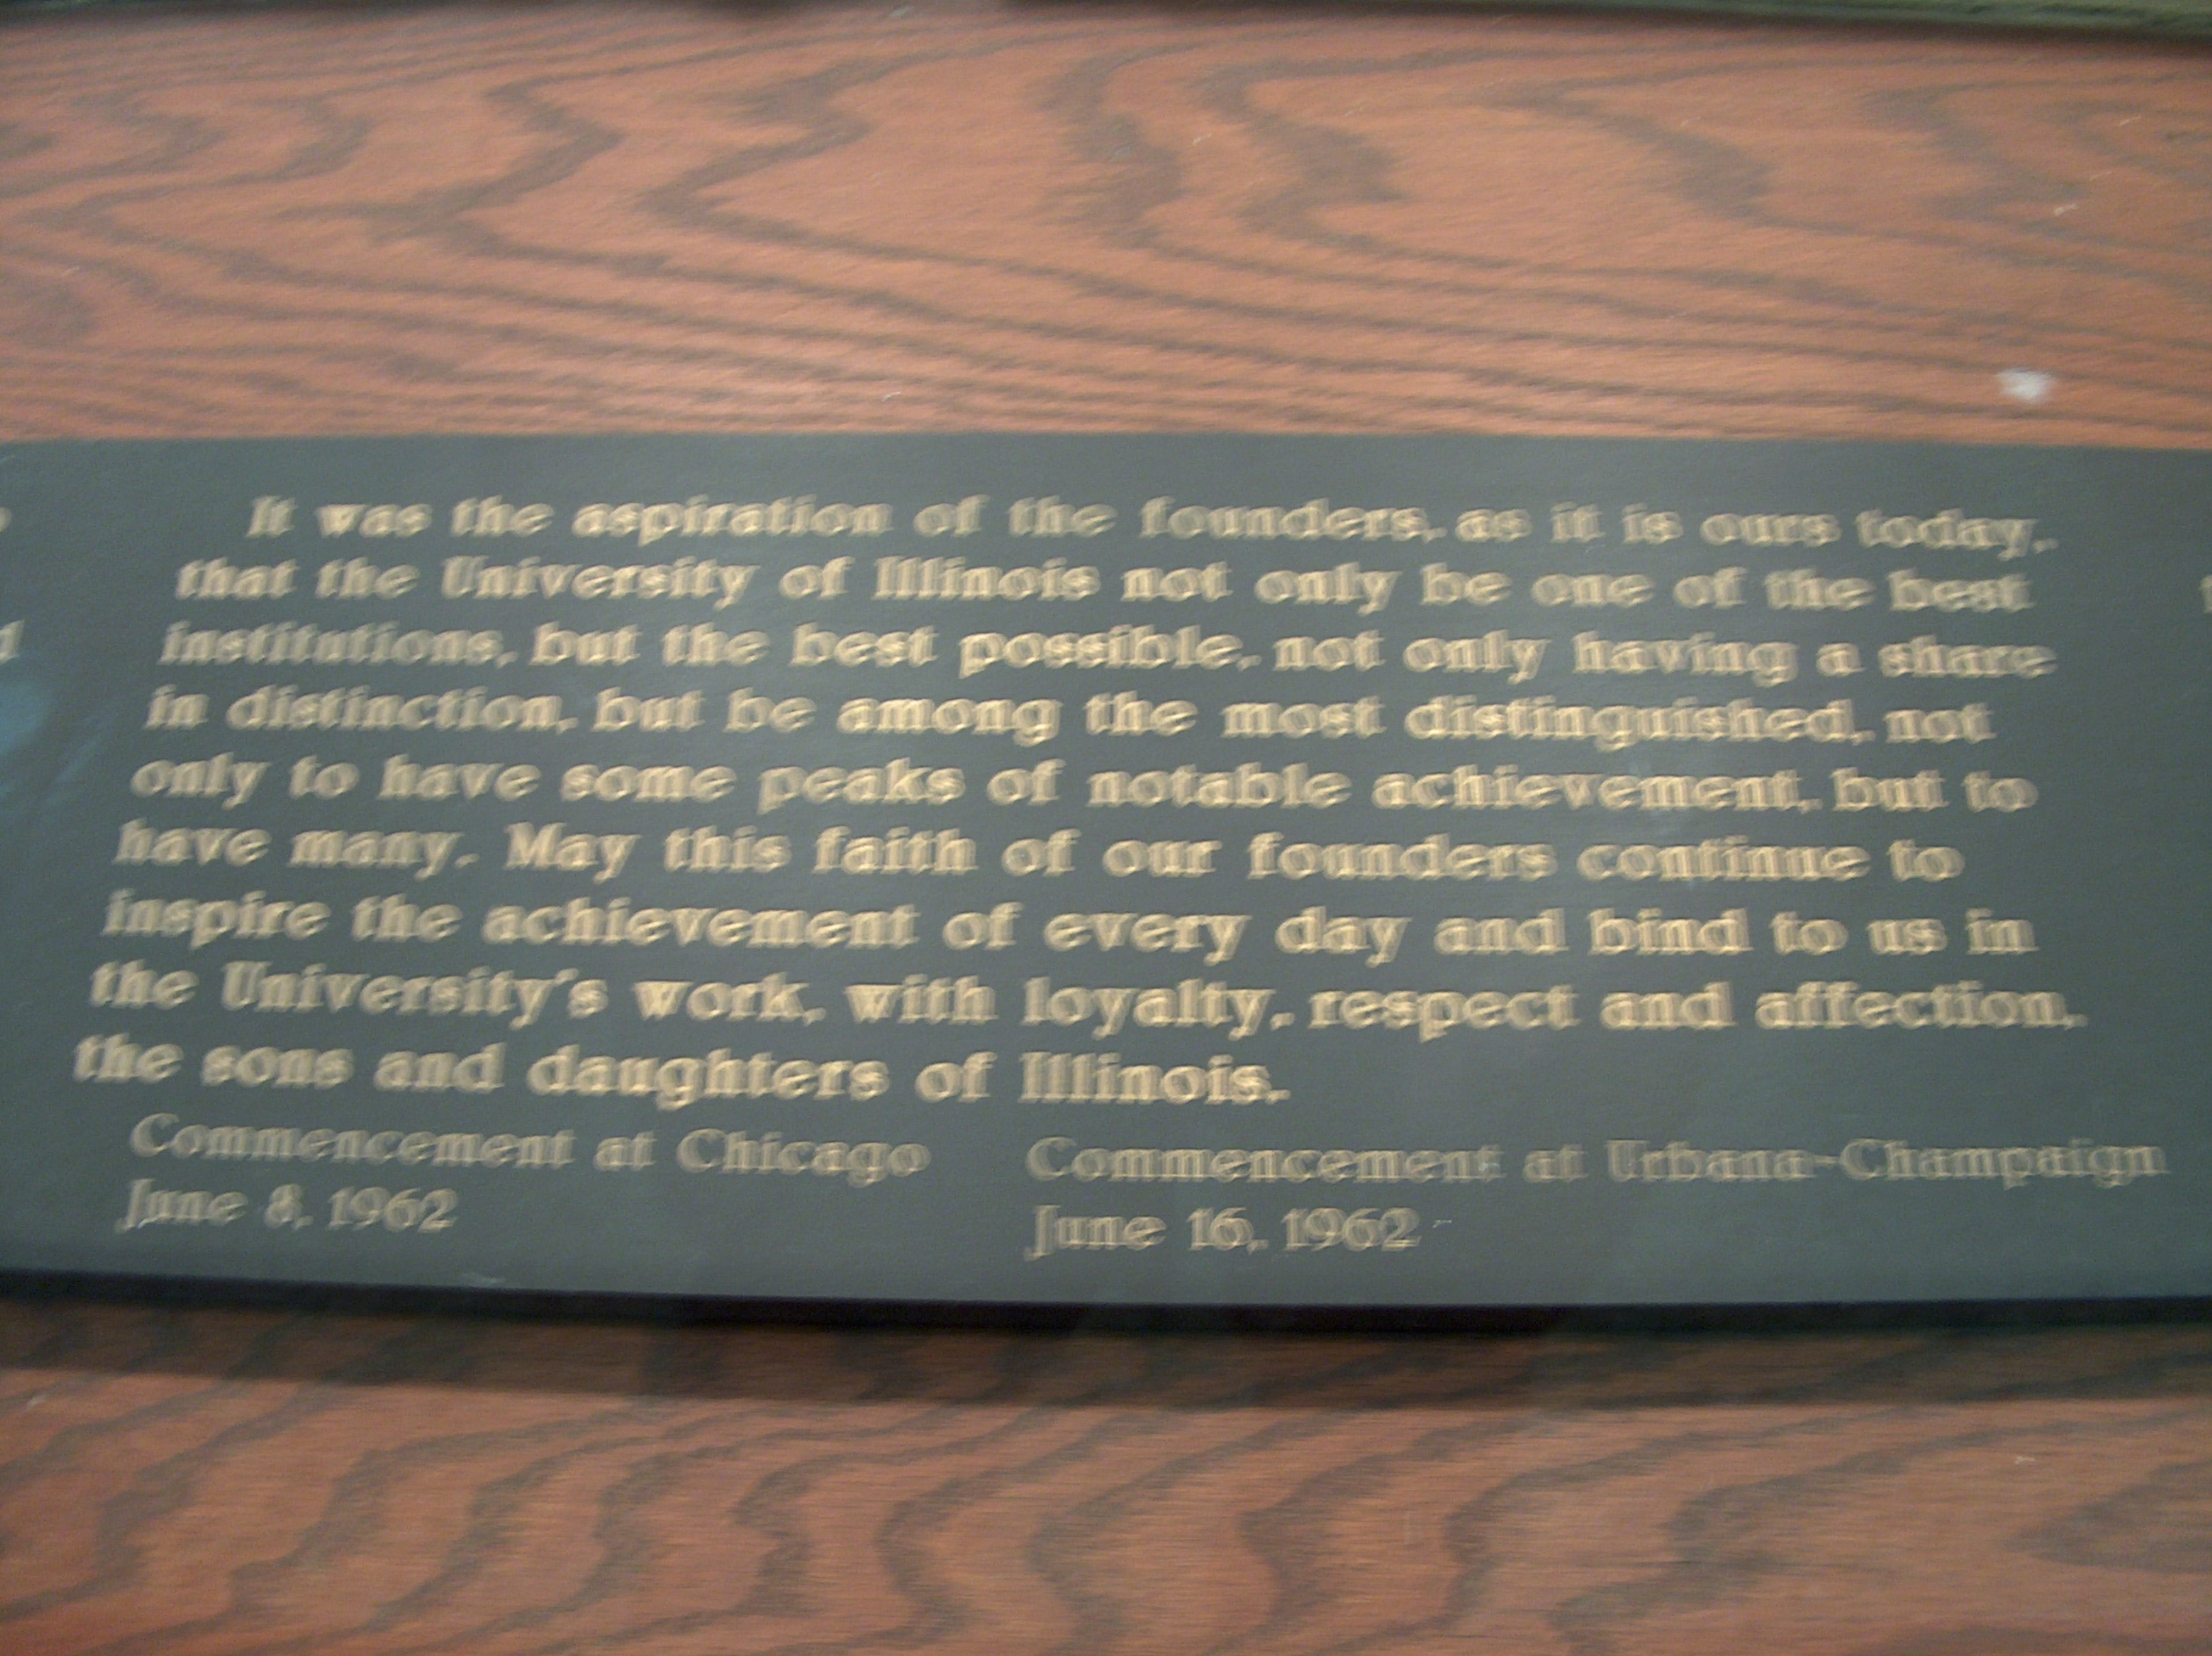 It was the aspiration of the founders, as it is ours today,
that the University of Illinois not only be one of the best
institutions, but the best possible, not only having a share
in distinction, but be among the most distinguished, not
only to have some peaks of notable achievement, but to
have many. May this faith of our founders continue to
inspire the achievement of every day and bind to us in
the University's work, with loyalty, respect and affection,
the sons and daughters of Illinois.
Commencement at Chicago Commencement at Urbana-Champaign
June 8, 1962 June 16, 1962